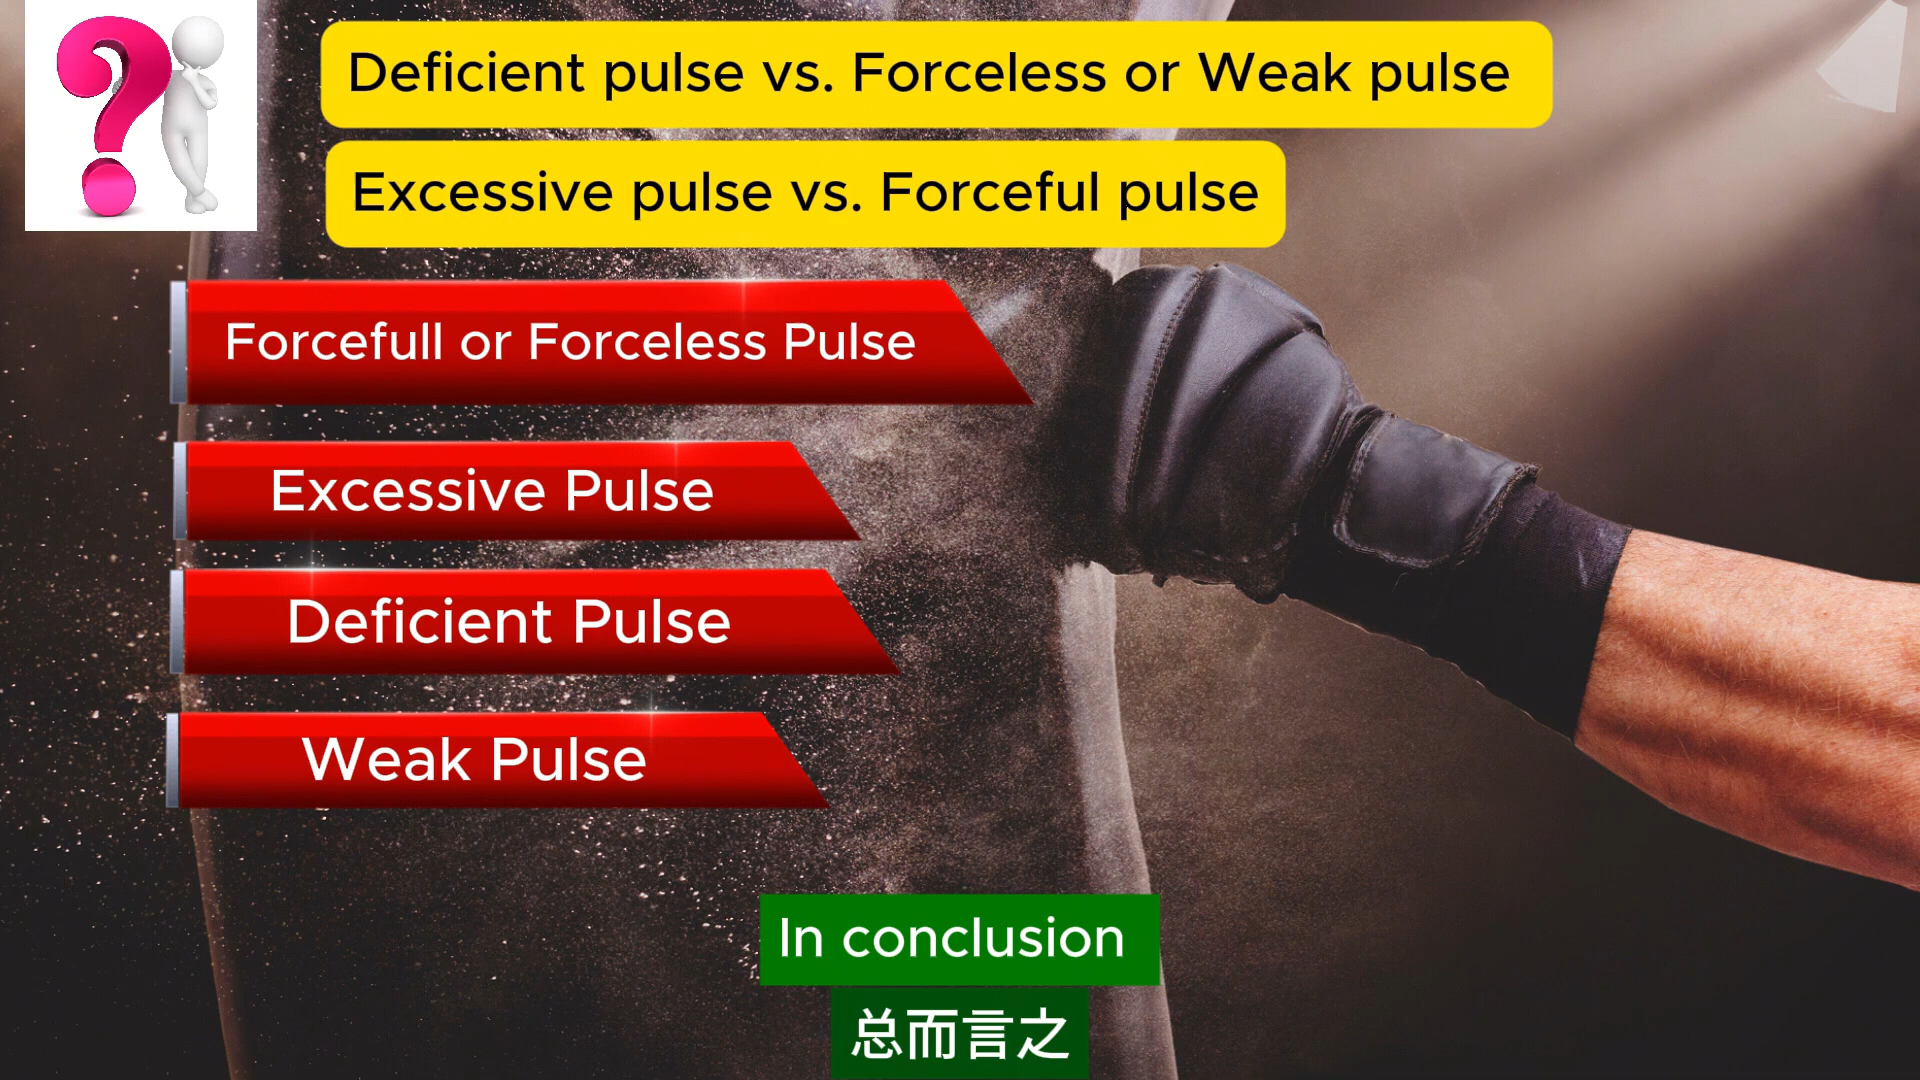 Deficient pulse vs. Forceless or Weak pulse
Excessive pulse vs. Forceful pulse
Forcefull or Forceless Pulse
Excessive Pulse
Deficient Pulse
Weak Pulse
In conclusion
总而言之